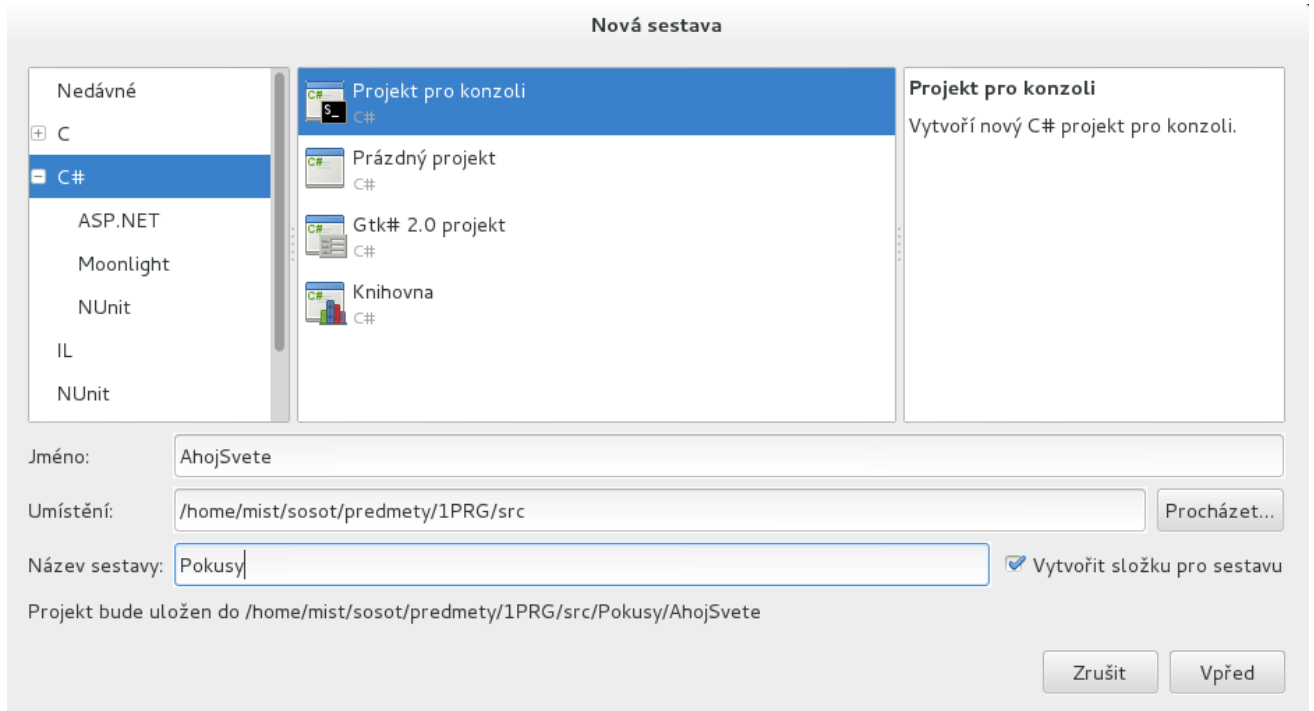 Nová sestava
Nedávné
C
C#
ASP.NET
Moonlight
NUnit
IL
NUnit
Projekt pro konzoli
C#
Prázdný projekt
C#
Gtk# 2.0 projekt
C#
Knihovna
C#
Projekt pro konzoli
Vytvoří nový C# projekt pro konzoli.
Jméno: AhojSvete
Umístění: /home/mist/sosot/predmety/1PRG/src Procházet...
Název sestavy: Pokusy Vytvořit složku pro sestavu
Projekt bude uložen do /home/mist/sosot/predmety/1PRG/src/Pokusy/AhojSvete
Zrušit Vpřed